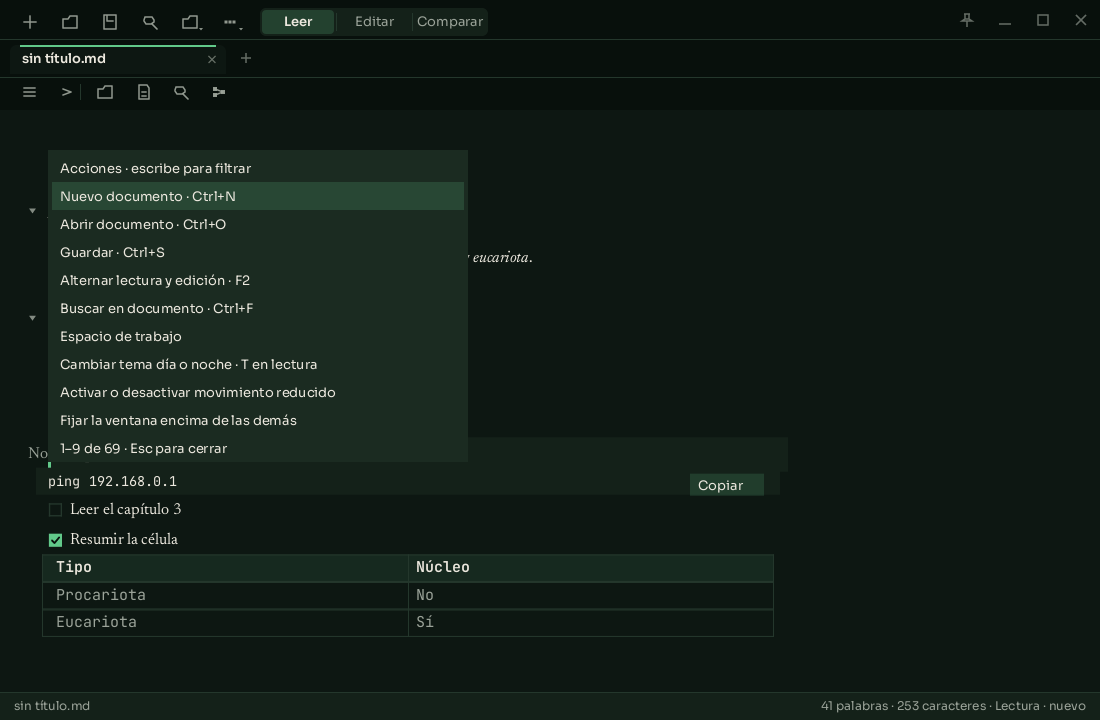 Leer Editar Comparar
sin título.md
Acciones · escribe para filtrar
Nuevo documento · Ctrl+N
Abrir documento · Ctrl+O
Guardar · Ctrl+S
eucariota.
Alternar lectura y edición · F2
Buscar en documento · Ctrl+F
Espacio de trabajo
Cambiar tema día o noche · T en lectura
Activar o desactivar movimiento reducido
Fijar la ventana encima de las demás
1–9 de 69 · Esc para cerrar
No
ping 192.168.0.1
Copiar
Leer el capítulo 3
Resumir la célula
Tipo Núcleo
Procariota No
Eucariota Sí
sin título.md
41 palabras · 253 caracteres · Lectura · nuevo